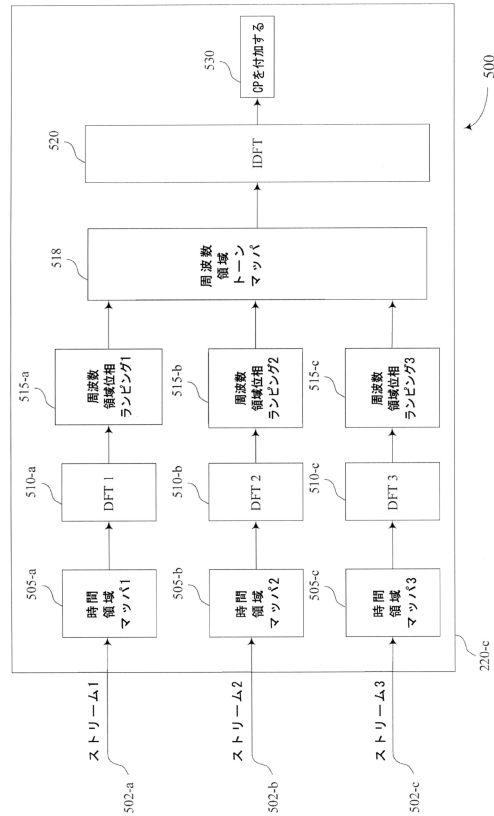 ストリーム1
502-a
505-a
時間
領域
マッパ1
510-a
DFT 1
515-a
周波数
領域位相
ランピング1
ストリーム2
502-b
505-b
時間
領域
マッパ2
510-b
DFT 2
515-b
周波数
領域位相
ランピング2
ストリーム3
502-c
505-c
時間
領域
マッパ3
510-c
DFT 3
515-c
周波数
領域位相
ランピング3
518
周波数
領域
トーン
マッパ
520
IDFT
530
CPを付加する
220-c
500